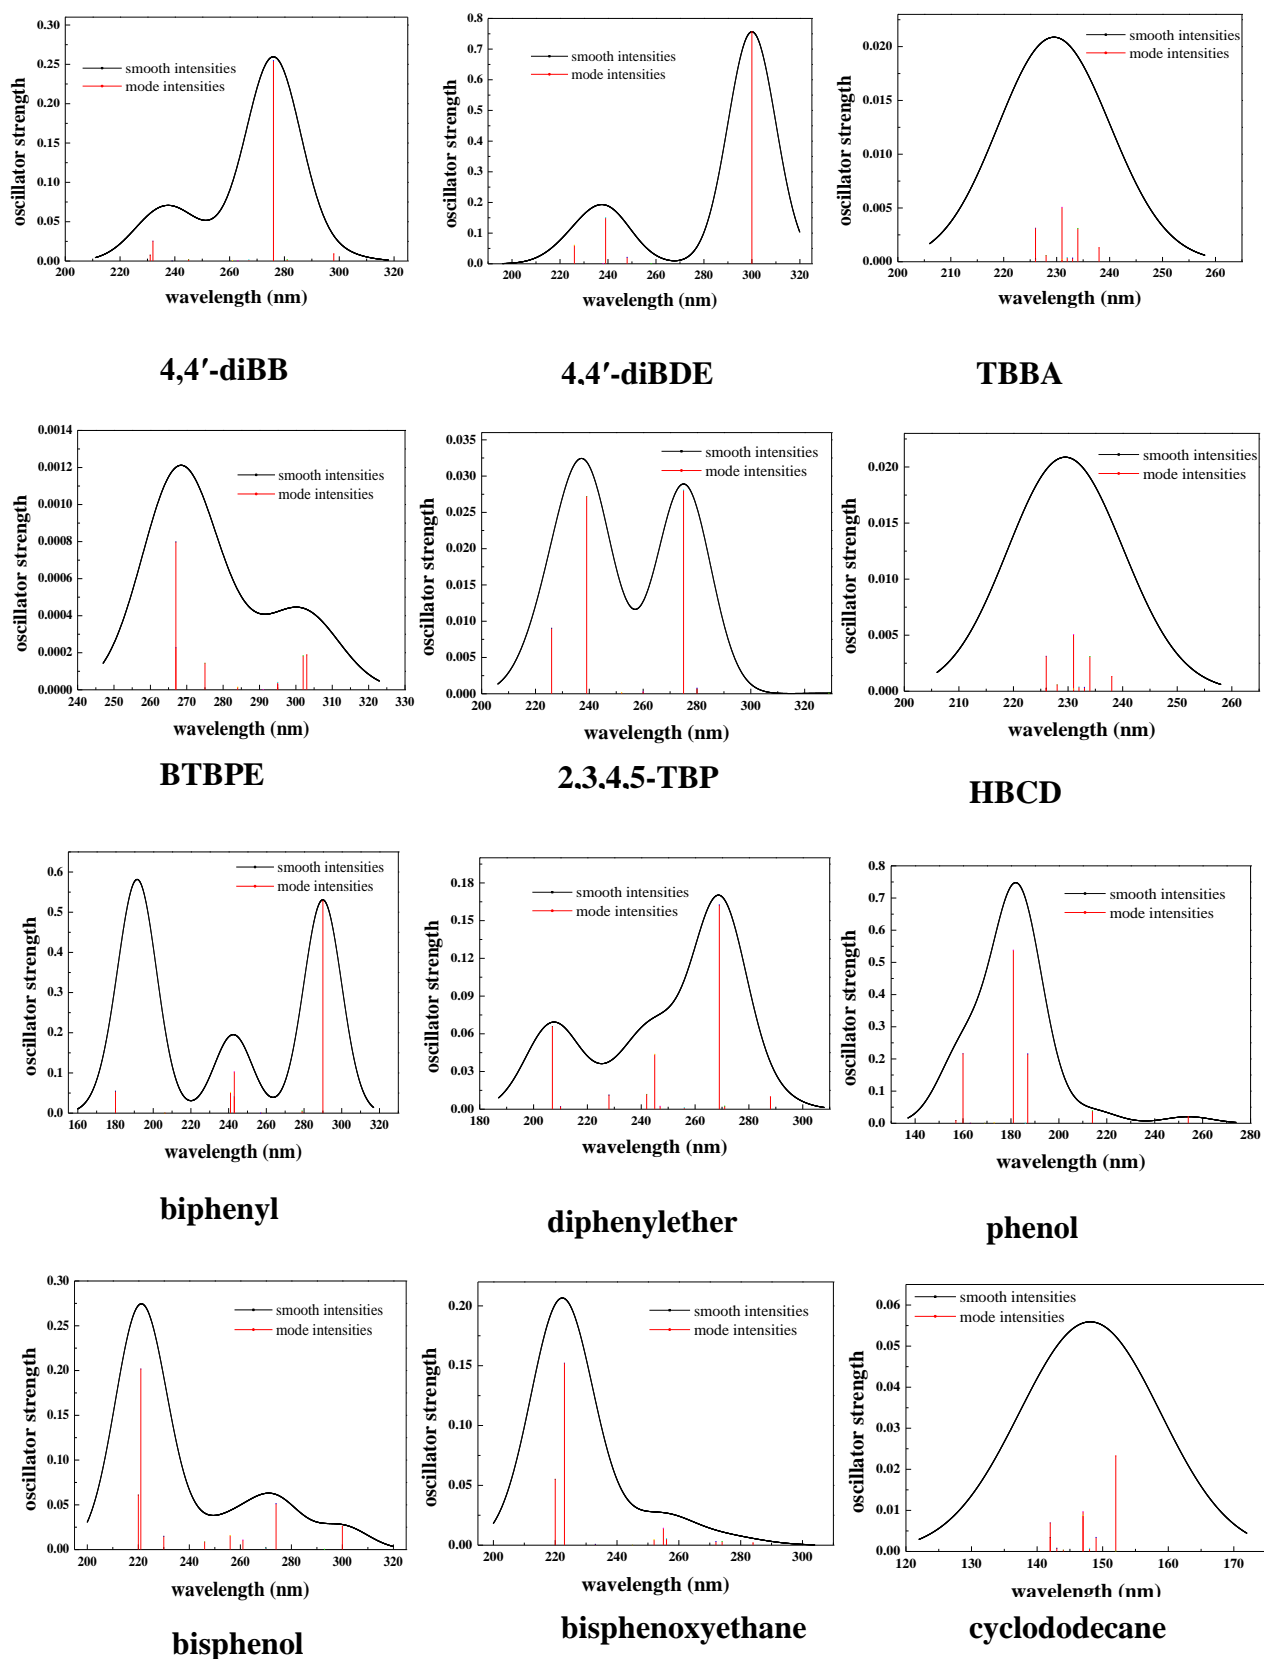 oscillator strength
0.30
0.25
0.20
0.15
0.10
0.05
0.00
smooth intensities
mode intensities
200 220 240 260 280 300 320
wavelength (nm)
4,4′-diBB
oscillator strength
0.8
0.7
0.6
0.5
0.4
0.3
0.2
0.1
0.0
smooth intensities
mode intensities
200 220 240 260 280 300 320
wavelength (nm)
4,4′-diBDE
oscillator strength
0.020
0.015
0.010
0.005
0.000
smooth intensities
mode intensities
200 210 220 230 240 250 260
wavelength (nm)
TBBA
oscillator strength
0.0014
0.0012
0.0010
0.0008
0.0006
0.0004
0.0002
0.0000
smooth intensities
mode intensities
240 250 260 270 280 290 300 310 320 330
wavelength (nm)
BTBPE
oscillator strength
0.035
0.030
0.025
0.020
0.015
0.010
0.005
0.000
smooth intensities
mode intensities
200 220 240 260 280 300 320
wavelength (nm)
2,3,4,5-TBP
oscillator strength
0.020
0.015
0.010
0.005
0.000
smooth intensities
mode intensities
200 210 220 230 240 250 260
wavelength (nm)
HBCD
oscillator strength
0.6
0.5
0.4
0.3
0.2
0.1
0.0
smooth intensities
mode intensities
160 180 200 220 240 260 280 300 320
wavelength (nm)
biphenyl
oscillator strength
0.18
0.15
0.12
0.09
0.06
0.03
0.00
smooth intensities
mode intensities
180 200 220 240 260 280 300
wavelength (nm)
diphenylether
oscillator strength
0.8
0.7
0.6
0.5
0.4
0.3
0.2
0.1
0.0
smooth intensities
mode intensities
140 160 180 200 220 240 260 280
wavelength (nm)
phenol
oscillator strength
0.30
0.25
0.20
0.15
0.10
0.05
0.00
smooth intensities
mode intensities
200 220 240 260 280 300 320
wavelength (nm)
bisphenol
oscillator strength
0.20
0.15
0.10
0.05
0.00
smooth intensities
mode intensities
200 220 240 260 280 300
wavelength (nm)
bisphenoxyethane
oscillator strength
0.06
0.05
0.04
0.03
0.02
0.01
0.00
smooth intensities
mode intensities
120 130 140 150 160 170
wavelength (nm)
cyclododecane